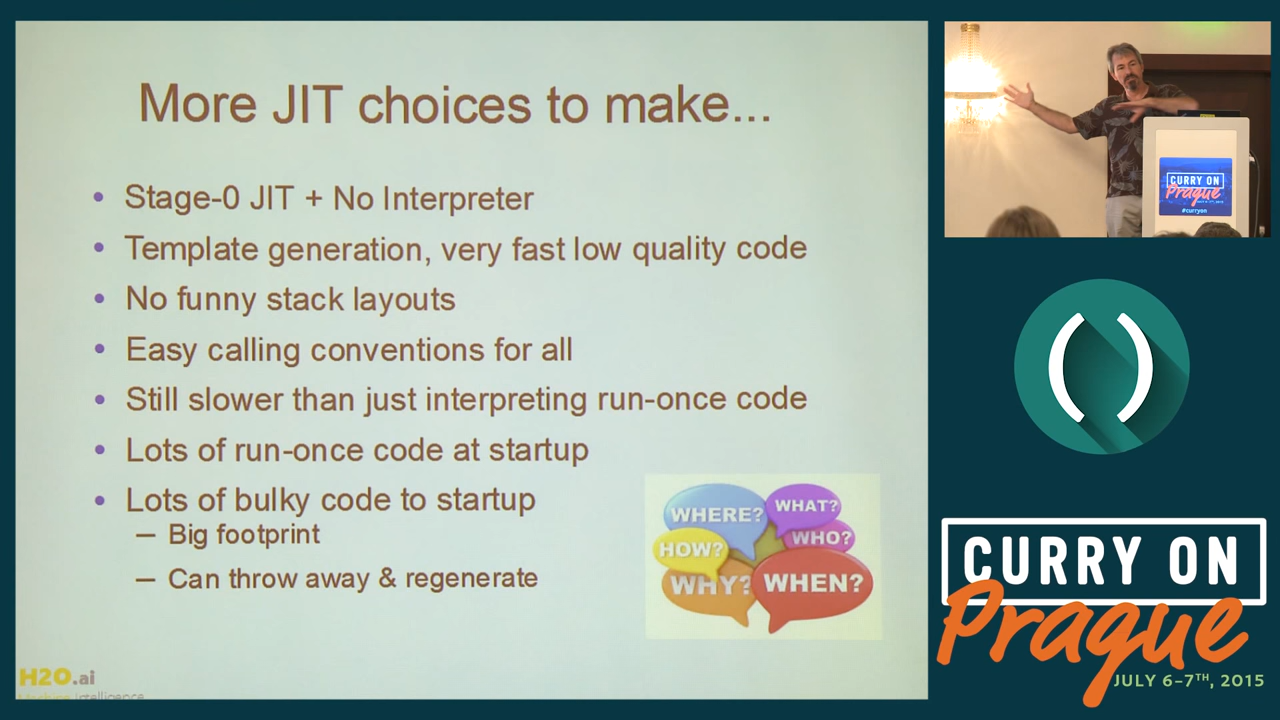 More JIT choices to make...
• Stage-0 JIT + No Interpreter
• Template generation, very fast low quality code
• No funny stack layouts
• Easy calling conventions for all
• Still slower than just interpreting run-once code
• Lots of run-once code at startup
• Lots of bulky code to startup
– Big footprint
– Can throw away & regenerate
WHERE?
WHAT?
HOW?
WHO?
WHY?
WHEN?
H2O.ai
Machine Intelligence
CURRY ON
Prague
#curryon
( )
CURRY ON
Prague
JULY 6–7TH, 2015